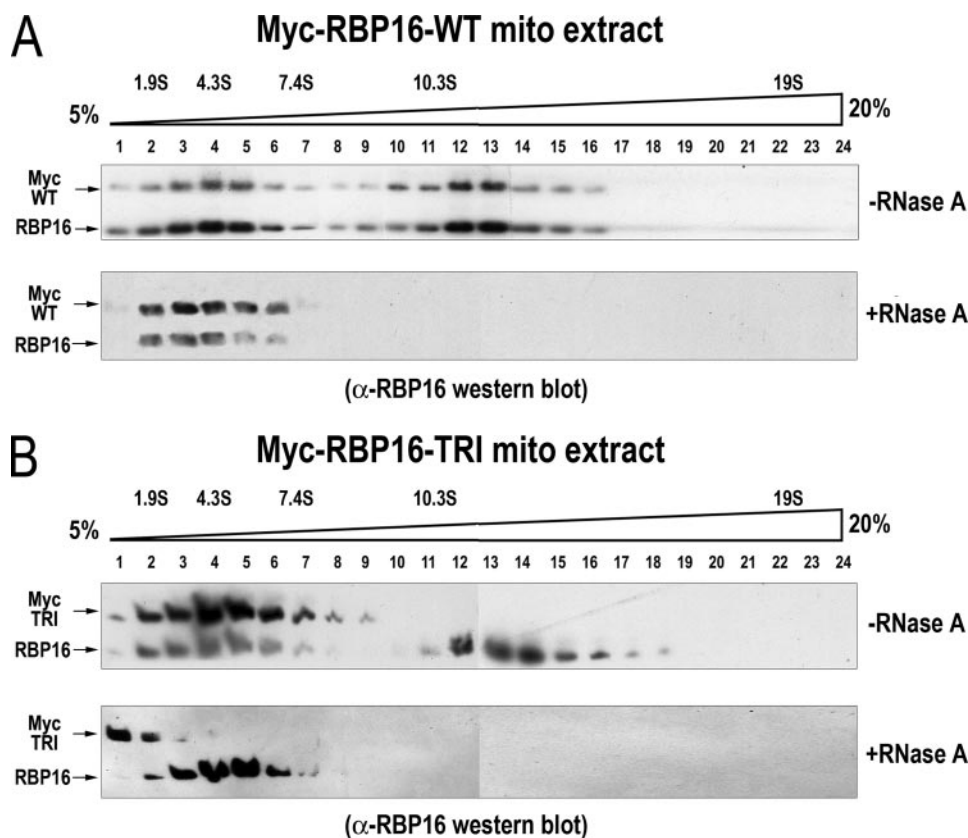 A
Myc-RBP16-WT mito extract
1.9S 4.3S 7.4S 10.3S 19S
5% 20%
1 2 3 4 5 6 7 8 9 10 11 12 13 14 15 16 17 18 19 20 21 22 23 24
Myc
WT
RBP16
-RNase A
Myc
WT
RBP16
+RNase A
(α-RBP16 western blot)
B
Myc-RBP16-TRI mito extract
1.9S 4.3S 7.4S 10.3S 19S
5% 20%
1 2 3 4 5 6 7 8 9 10 11 12 13 14 15 16 17 18 19 20 21 22 23 24
Myc
TRI
RBP16
-RNase A
Myc
TRI
RBP16
+RNase A
(α-RBP16 western blot)